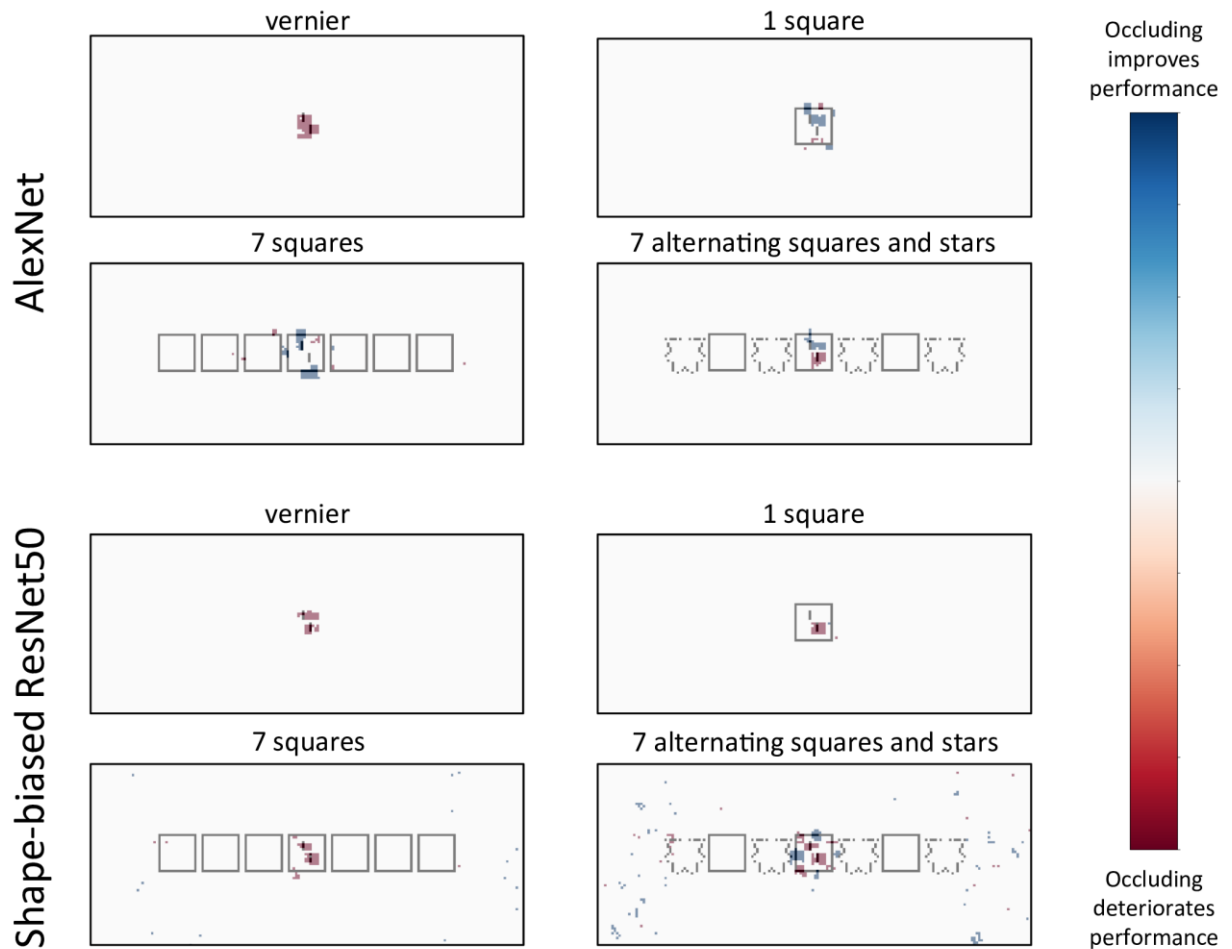 AlexNet
vernier
1 square
7 squares
7 alternating squares and stars
Shape-biased ResNet50
vernier
1 square
7 squares
7 alternating squares and stars
Occluding
improves
performance
Occluding
deteriorates
performance